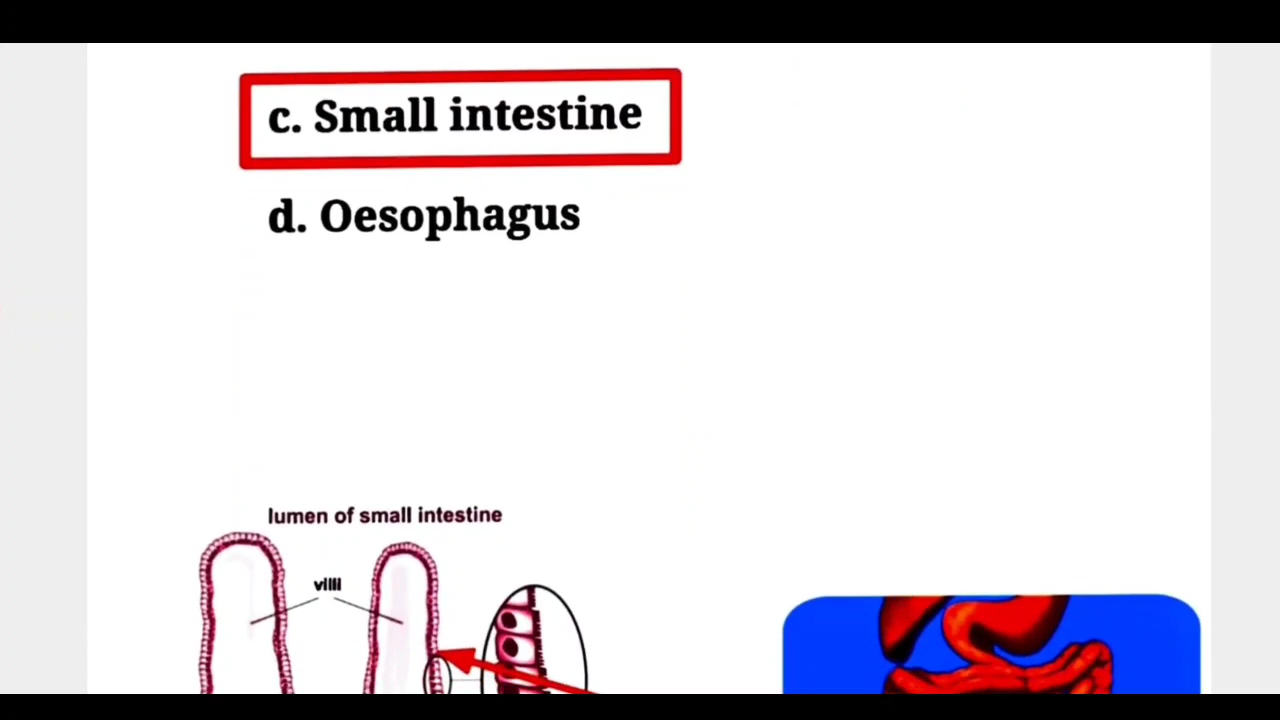 c. Small intestine
d. Oesophagus
lumen of small intestine
villi